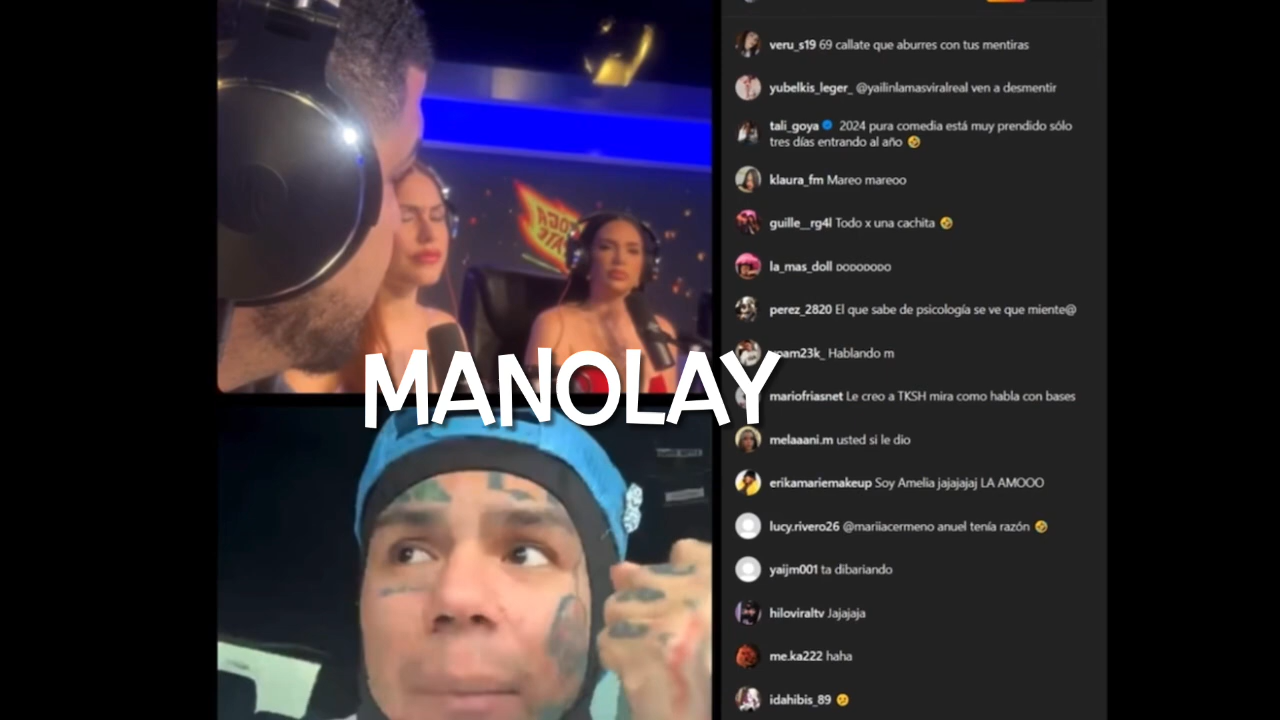 veru_s19 69 callate que aburres con tus mentiras
yubelkis_leger_ @yailinlamasviralreal ven a desmentir
tali_goya 2024 pura comedia está muy prendido sólo
tres días entrando al año 🤣
klaura_fm Mareo mareoo
guille__rg4l Todo x una cachita 🤣
la_mas_doll DDDDDDDD
perez_2820 El que sabe de psicología se ve que miente@
MANOLAY
Hablando m
mariofriasnet Le creo a TKSH mira como habla con bases
melaaani.m usted si le dio
erikamariemakeup Soy Amelia jajajajaj LA AMOOO
lucy.rivero26 @mariiacermeno anuel tenía razón 🤣
yaijm001 ta dibariando
hiloviraltv Jajajaja
me.ka222 haha
idahibis_89 🫤